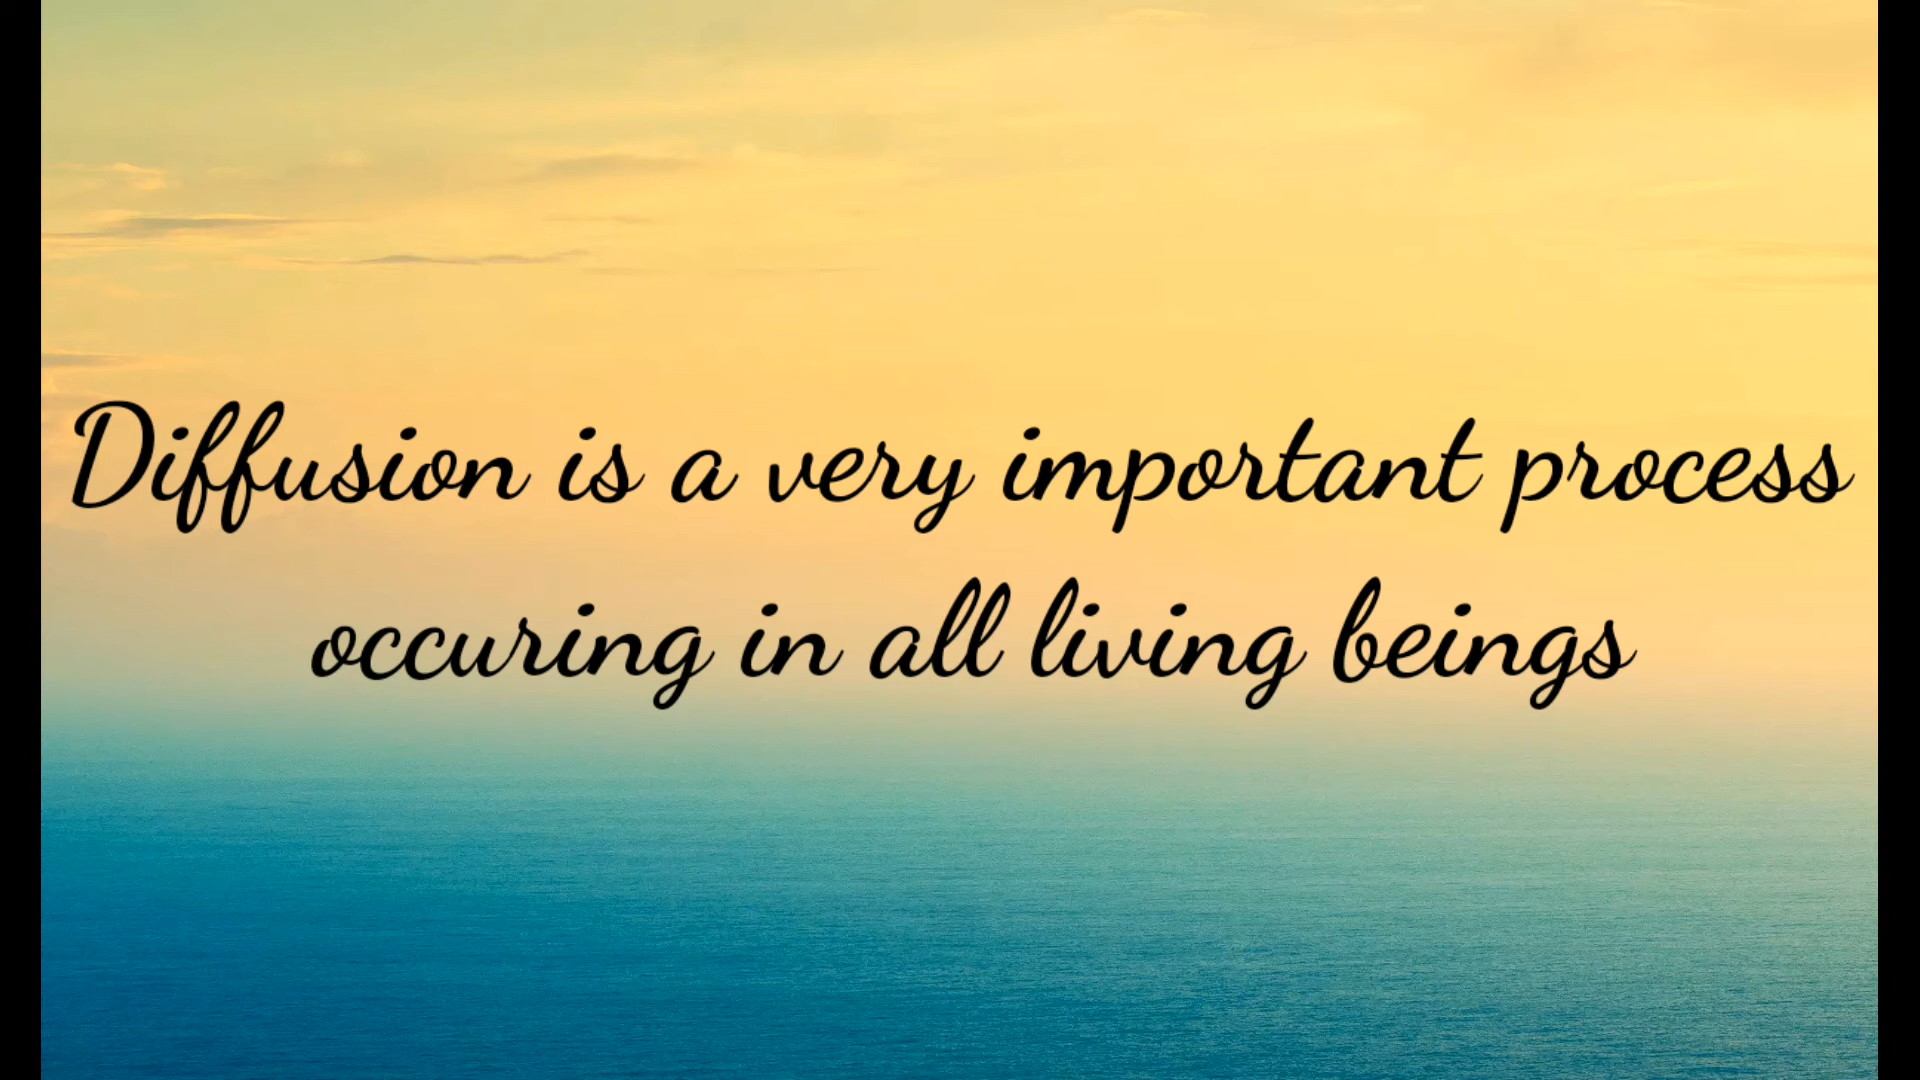 Diffusion is a very important process
occuring in all living beings